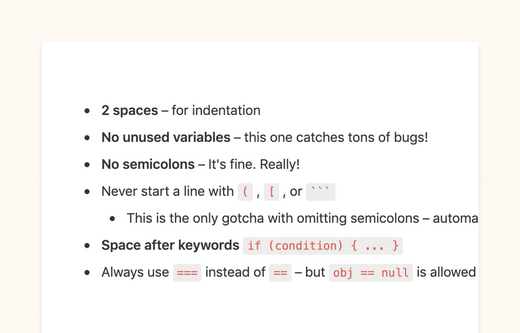 2 spaces – for indentation
No unused variables – this one catches tons of bugs!
No semicolons – It's fine. Really!
Never start a line with (, [, or ```
This is the only gotcha with omitting semicolons – automa
Space after keywords if (condition) { ... }
Always use === instead of == – but obj == null is allowed